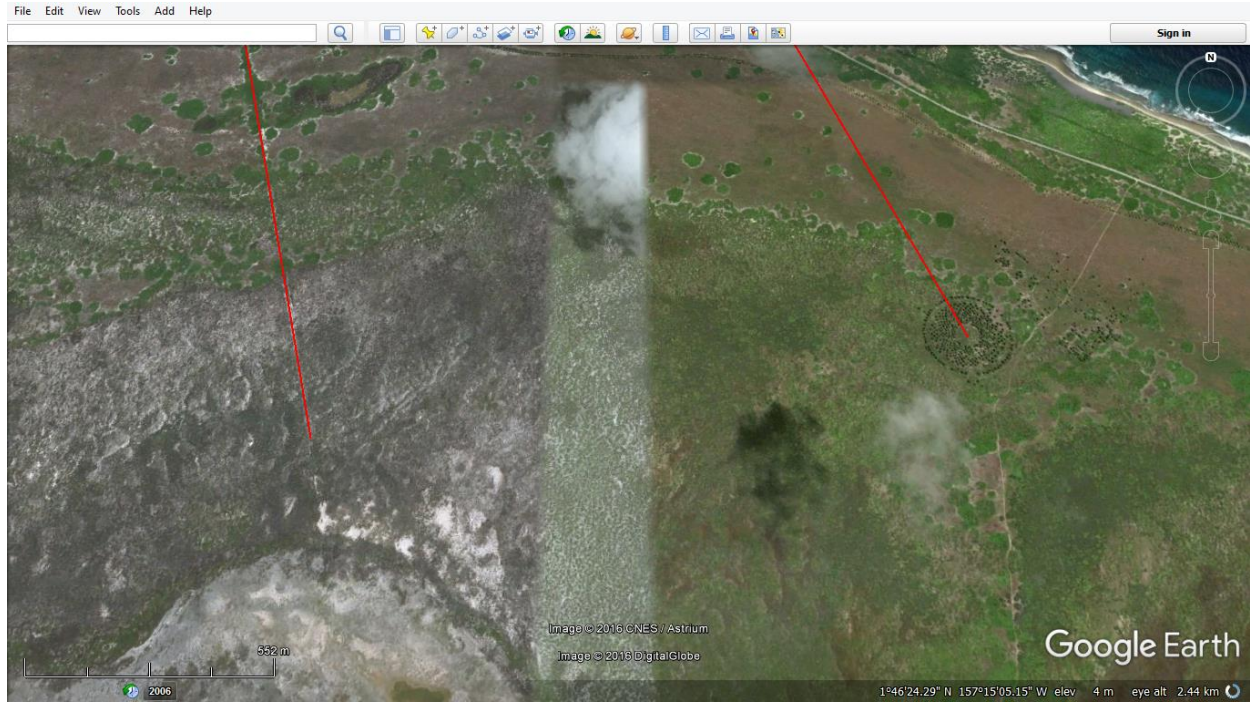 File Edit View Tools Add Help
Sign in
N
Image © 2016 CNES / Astrium
Image © 2016 DigitalGlobe
552 m
Google Earth
2006
1°46'24.29" N 157°15'05.15" W elev 4 m eye alt 2.44 km